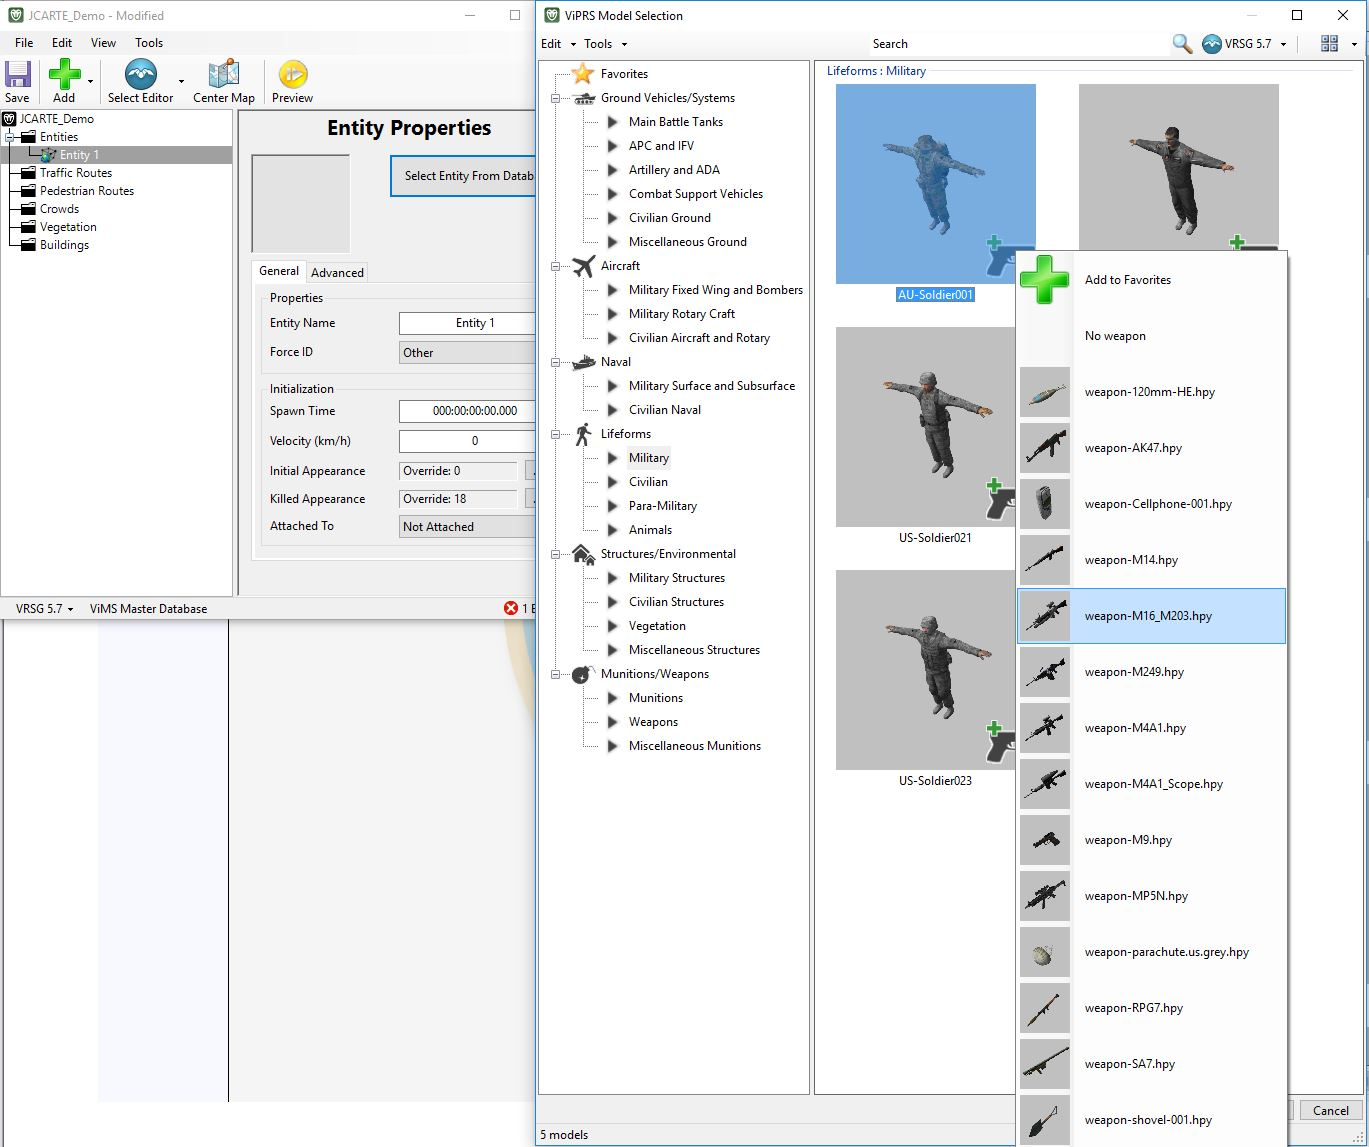 JCARTE_Demo - Modified
File Edit View Tools
Save Add Select Editor Center Map Preview
JCARTE_Demo
Entities
Entity 1
Traffic Routes
Pedestrian Routes
Crowds
Vegetation
Buildings
Entity Properties
Select Entity From Datab
General Advanced
Properties
Entity Name Entity 1
Force ID Other
Initialization
Spawn Time 000:00:00:00.000
Velocity (km/h) 0
Initial Appearance Override: 0
Killed Appearance Override: 18
Attached To Not Attached
VRSG 5.7 ViMS Master Database 1 E
ViPRS Model Selection
Edit Tools Search VRSG 5.7
Favorites
Ground Vehicles/Systems
Main Battle Tanks
APC and IFV
Artillery and ADA
Combat Support Vehicles
Civilian Ground
Miscellaneous Ground
Aircraft
Military Fixed Wing and Bombers
Military Rotary Craft
Civilian Aircraft and Rotary
Naval
Military Surface and Subsurface
Civilian Naval
Lifeforms
Military
Civilian
Para-Military
Animals
Structures/Environmental
Military Structures
Civilian Structures
Vegetation
Miscellaneous Structures
Munitions/Weapons
Munitions
Weapons
Miscellaneous Munitions
Lifeforms : Military
AU-Soldier001
US-Soldier021
US-Soldier023
Add to Favorites
No weapon
weapon-120mm-HE.hpy
weapon-AK47.hpy
weapon-Cellphone-001.hpy
weapon-M14.hpy
weapon-M16_M203.hpy
weapon-M249.hpy
weapon-M4A1.hpy
weapon-M4A1_Scope.hpy
weapon-M9.hpy
weapon-MP5N.hpy
weapon-parachute.us.grey.hpy
weapon-RPG7.hpy
weapon-SA7.hpy
weapon-shovel-001.hpy
Cancel
5 models